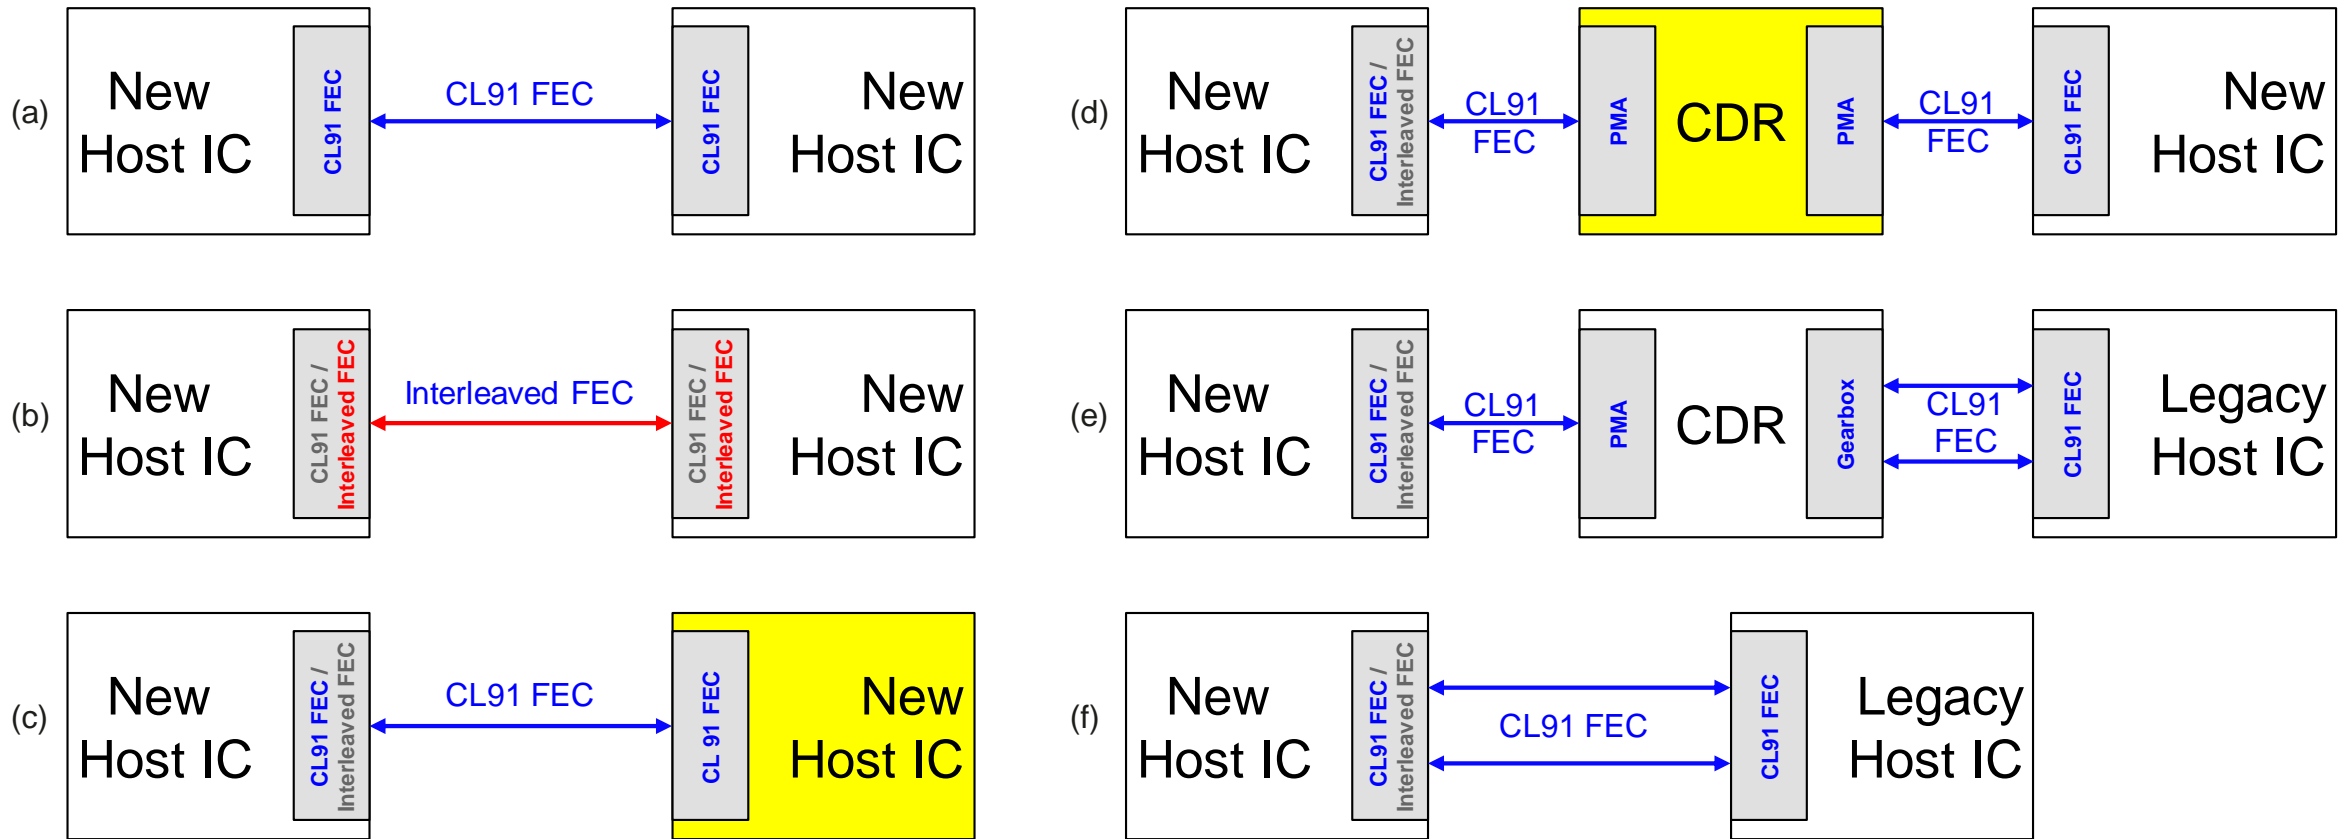 (a)
New
Host IC
CL91 FEC
CL91 FEC
CL91 FEC
New
Host IC
(b)
New
Host IC
CL91 FEC /
Interleaved FEC
Interleaved FEC
CL91 FEC /
Interleaved FEC
New
Host IC
(c)
New
Host IC
CL91 FEC /
Interleaved FEC
CL91 FEC
CL 91 FEC
New
Host IC
(d)
New
Host IC
CL91 FEC /
Interleaved FEC
CL91
FEC
PMA
CDR
PMA
CL91
FEC
CL91 FEC
New
Host IC
(e)
New
Host IC
CL91 FEC /
Interleaved FEC
CL91
FEC
PMA
CDR
Gearbox
CL91
FEC
CL91 FEC
Legacy
Host IC
(f)
New
Host IC
CL91 FEC /
Interleaved FEC
CL91 FEC
CL91 FEC
Legacy
Host IC